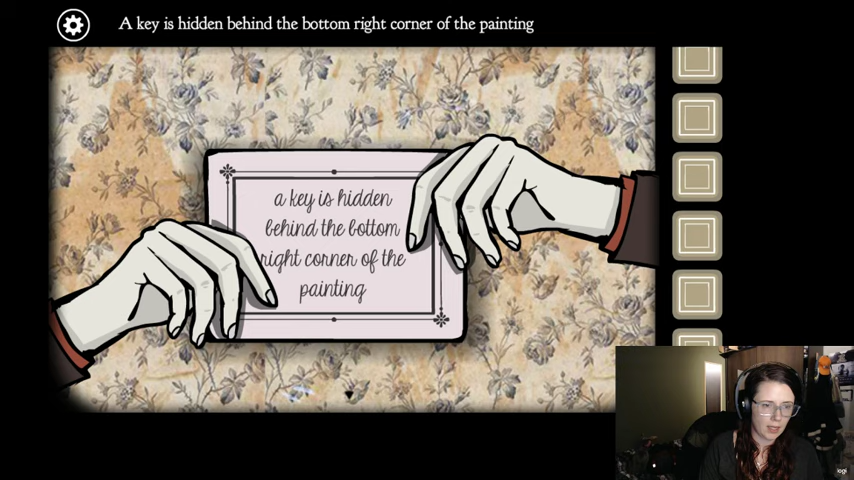 A key is hidden behind the bottom right corner of the painting
a key is hidden
behind the bottom
right corner of the
painting
logi